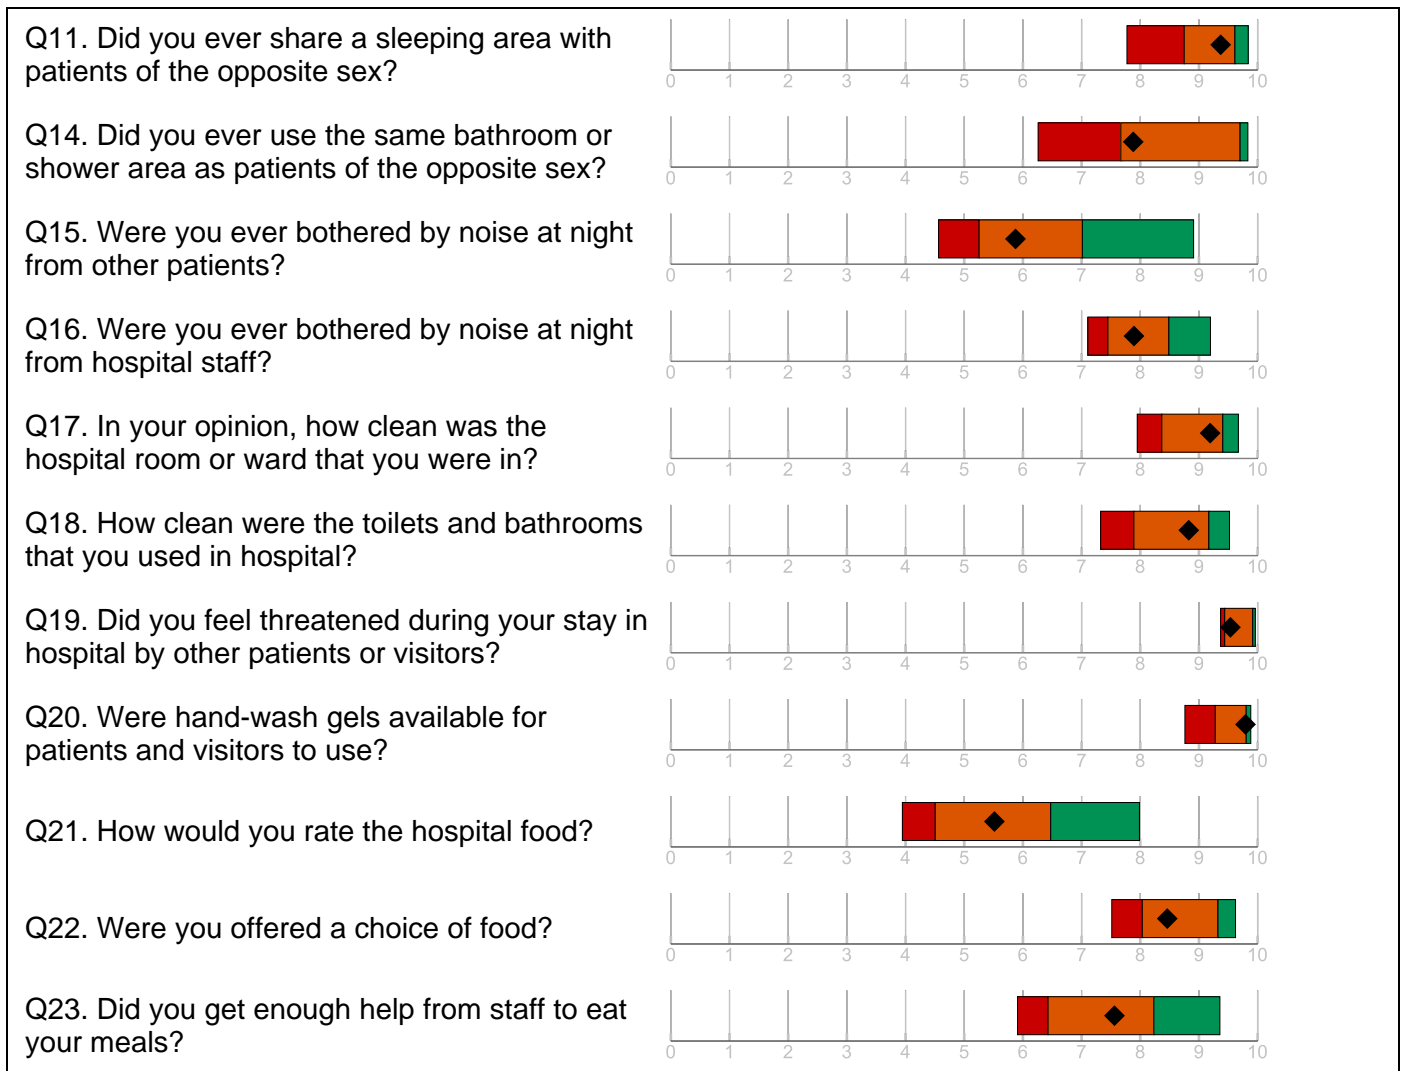 Q11. Did you ever share a sleeping area with
patients of the opposite sex?
0 1 2 3 4 5 6 7 8 9 10
Q14. Did you ever use the same bathroom or
shower area as patients of the opposite sex?
0 1 2 3 4 5 6 7 8 9 10
Q15. Were you ever bothered by noise at night
from other patients?
0 1 2 3 4 5 6 7 8 9 10
Q16. Were you ever bothered by noise at night
from hospital staff?
0 1 2 3 4 5 6 7 8 9 10
Q17. In your opinion, how clean was the
hospital room or ward that you were in?
0 1 2 3 4 5 6 7 8 9 10
Q18. How clean were the toilets and bathrooms
that you used in hospital?
0 1 2 3 4 5 6 7 8 9 10
Q19. Did you feel threatened during your stay in
hospital by other patients or visitors?
0 1 2 3 4 5 6 7 8 9 10
Q20. Were hand-wash gels available for
patients and visitors to use?
0 1 2 3 4 5 6 7 8 9 10
Q21. How would you rate the hospital food?
0 1 2 3 4 5 6 7 8 9 10
Q22. Were you offered a choice of food?
0 1 2 3 4 5 6 7 8 9 10
Q23. Did you get enough help from staff to eat
your meals?
0 1 2 3 4 5 6 7 8 9 10